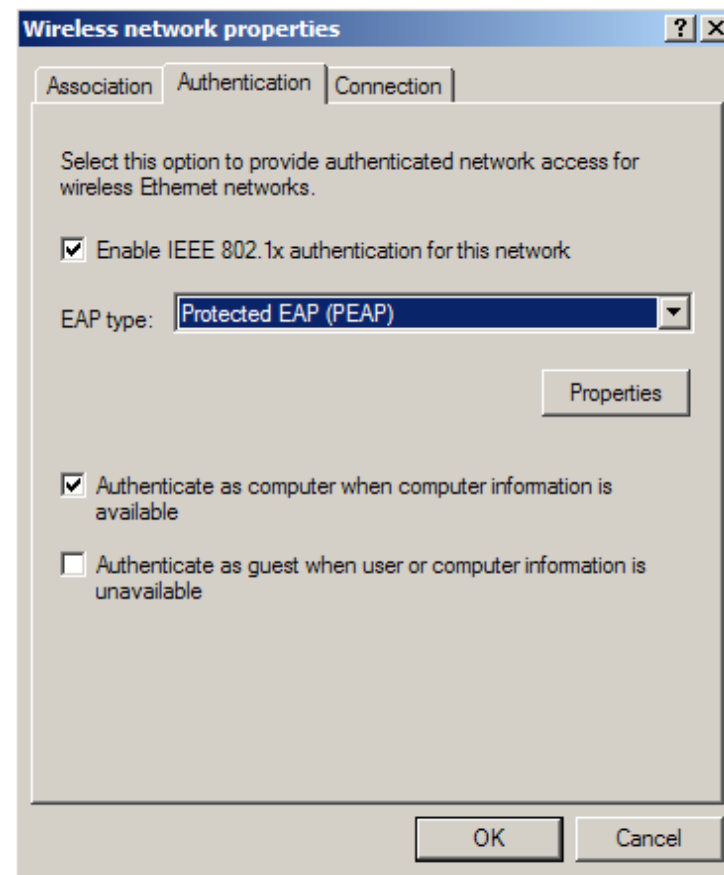 Wireless network properties
? X
Association Authentication Connection
Select this option to provide authenticated network access for
wireless Ethernet networks.
Enable IEEE 802.1x authentication for this network
EAP type: Protected EAP (PEAP)
Properties
Authenticate as computer when computer information is
available
Authenticate as guest when user or computer information is
unavailable
OK Cancel